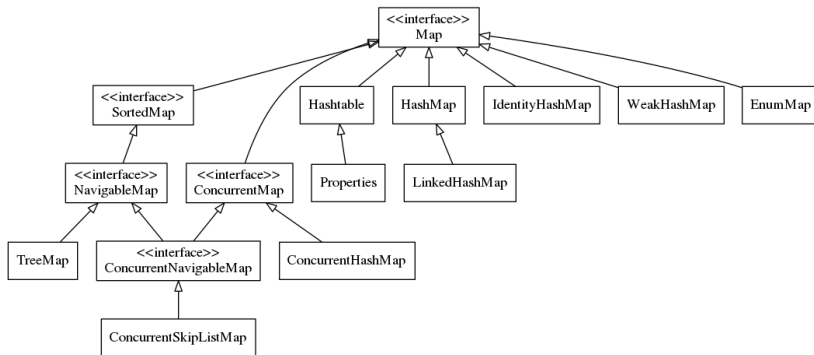 <<interface>>
Map
<<interface>>
SortedMap
Hashtable
HashMap
IdentityHashMap
WeakHashMap
EnumMap
<<interface>>
NavigableMap
<<interface>>
ConcurrentMap
Properties
LinkedHashMap
TreeMap
<<interface>>
ConcurrentNavigableMap
ConcurrentHashMap
ConcurrentSkipListMap